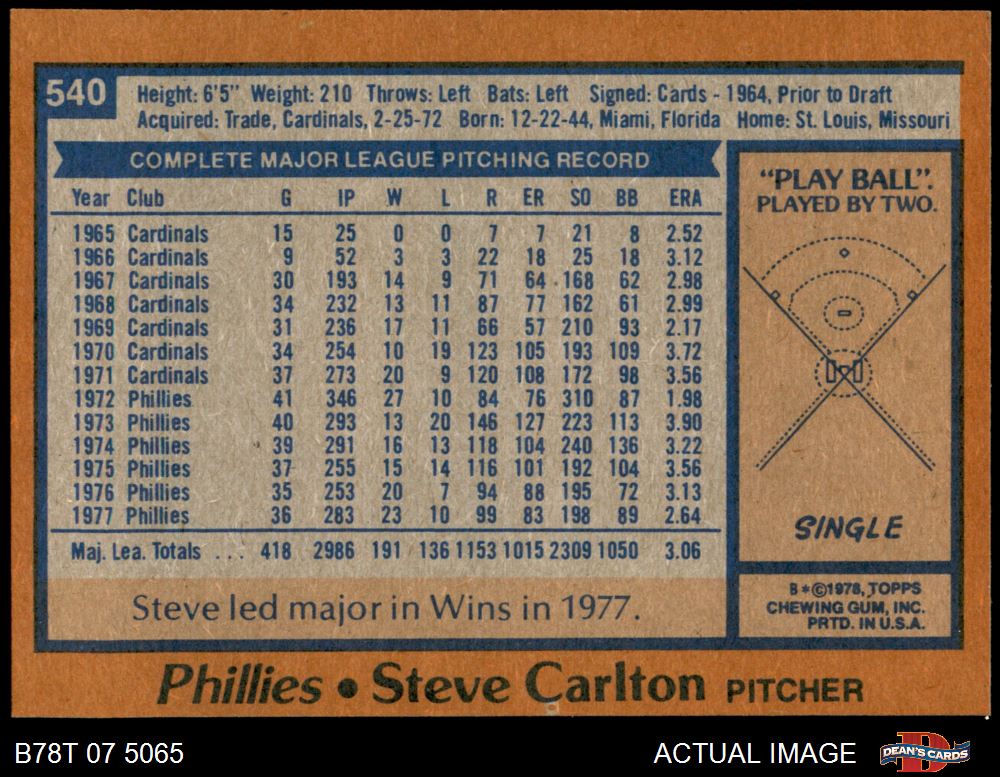 540
Height: 6'5" Weight: 210 Throws: Left Bats: Left Signed: Cards - 1964, Prior to Draft
Acquired: Trade, Cardinals, 2-25-72 Born: 12-22-44, Miami, Florida Home: St. Louis, Missouri
COMPLETE MAJOR LEAGUE PITCHING RECORD
Year Club G IP W L R ER SO BB ERA
1965 Cardinals 15 25 0 0 7 7 21 8 2.52
1966 Cardinals 9 52 3 3 22 18 25 18 3.12
1967 Cardinals 30 193 14 9 71 64 168 62 2.98
1968 Cardinals 34 232 13 11 87 77 162 61 2.99
1969 Cardinals 31 236 17 11 66 57 210 93 2.17
1970 Cardinals 34 254 10 19 123 105 193 109 3.72
1971 Cardinals 37 273 20 9 120 108 172 98 3.56
1972 Phillies 41 346 27 10 84 76 310 87 1.98
1973 Phillies 40 293 13 20 146 127 223 113 3.90
1974 Phillies 39 291 16 13 118 104 240 136 3.22
1975 Phillies 37 255 15 14 116 101 192 104 3.56
1976 Phillies 35 253 20 7 94 88 195 72 3.13
1977 Phillies 36 283 23 10 99 83 198 89 2.64
Maj. Lea. Totals ... 418 2986 191 136 1153 1015 2309 1050 3.06
Steve led major in Wins in 1977.
"PLAY BALL".
PLAYED BY TWO.
SINGLE
B*©1978, TOPPS
CHEWING GUM, INC.
PRTD. IN U.S.A.
Phillies • Steve Carlton PITCHER
B78T 07 5065
ACTUAL IMAGE
D
DEAN'S CARDS